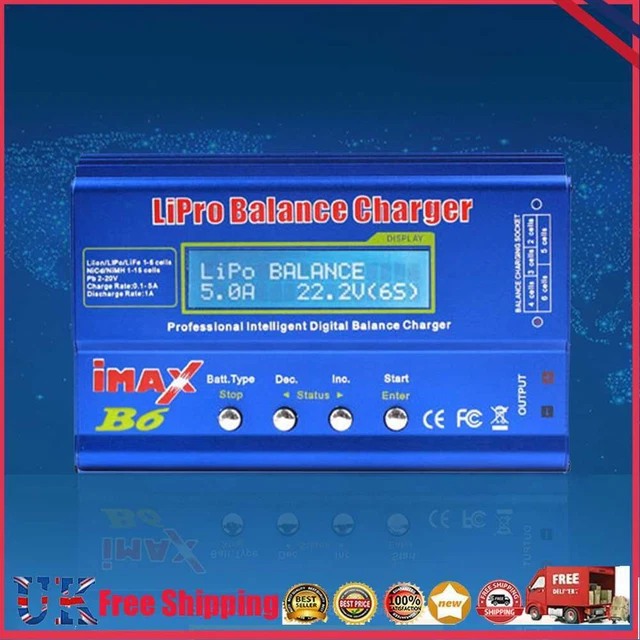 LiPro Balance Charger
DISPLAY
LiIon/LiPo/LiFe 1-6 cells
NiCd/NiMH 1-15 cells
Pb 2-20V
Charge Rate:0.1-5A
Discharge Rate:1A
LiPo BALANCE
5.0A 22.2V(6S)
BALANCE CHARGING SOCKET
2 cells
3 cells
4 cells
5 cells
6 cells
Professional Intelligent Digital Balance Charger
iMAX
B6
Batt.Type
Stop
Dec.
Inc.
◄ Status ►
Start
Enter
CE FC
OUTPUT
+
-
UK Free Shipping
BEST SELLER
BEST PRICE
100% SATISFACTION
new
FREE SHIPPING
FREE
DELIVERY